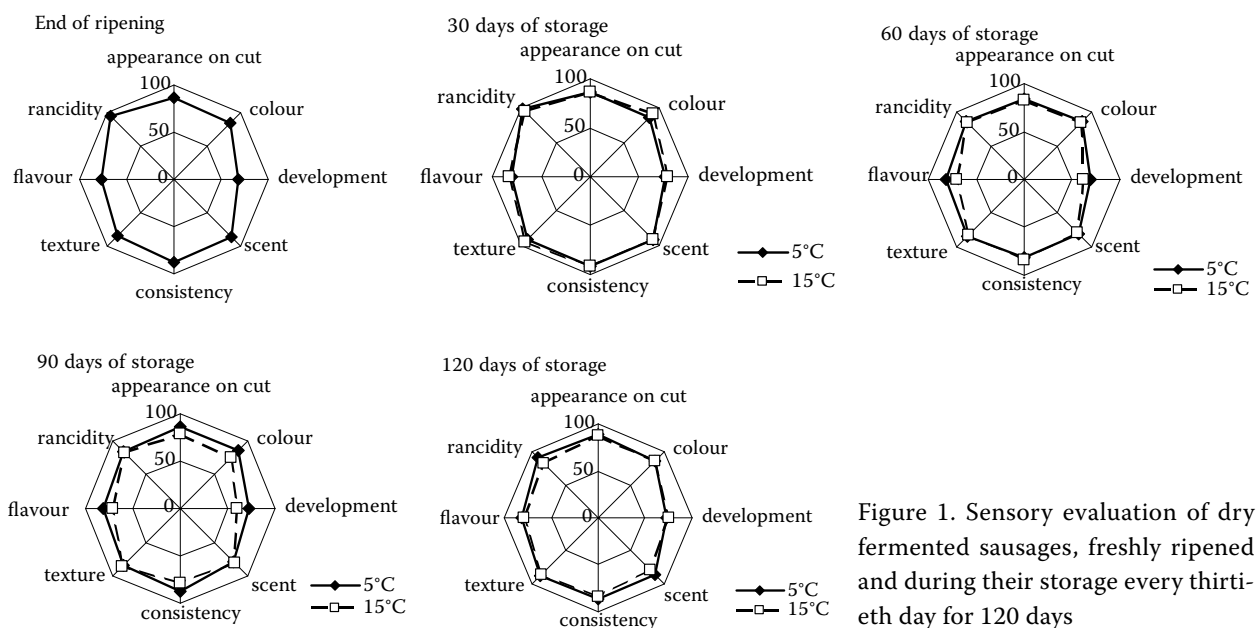 End of ripening
appearance on cut
100
rancidity
colour
50
flavour
0
development
texture
scent
consistency
30 days of storage
appearance on cut
100
rancidity
colour
50
flavour
0
development
texture
scent
consistency
5°C
15°C
60 days of storage
appearance on cut
100
rancidity
colour
50
flavour
0
development
texture
scent
consistency
5°C
15°C
90 days of storage
appearance on cut
100
rancidity
colour
50
flavour
0
development
texture
scent
consistency
5°C
15°C
120 days of storage
appearance on cut
100
rancidity
colour
50
flavour
0
development
texture
scent
consistency
5°C
15°C
Figure 1. Sensory evaluation of dry
fermented sausages, freshly ripened
and during their storage every thirti-
eth day for 120 days